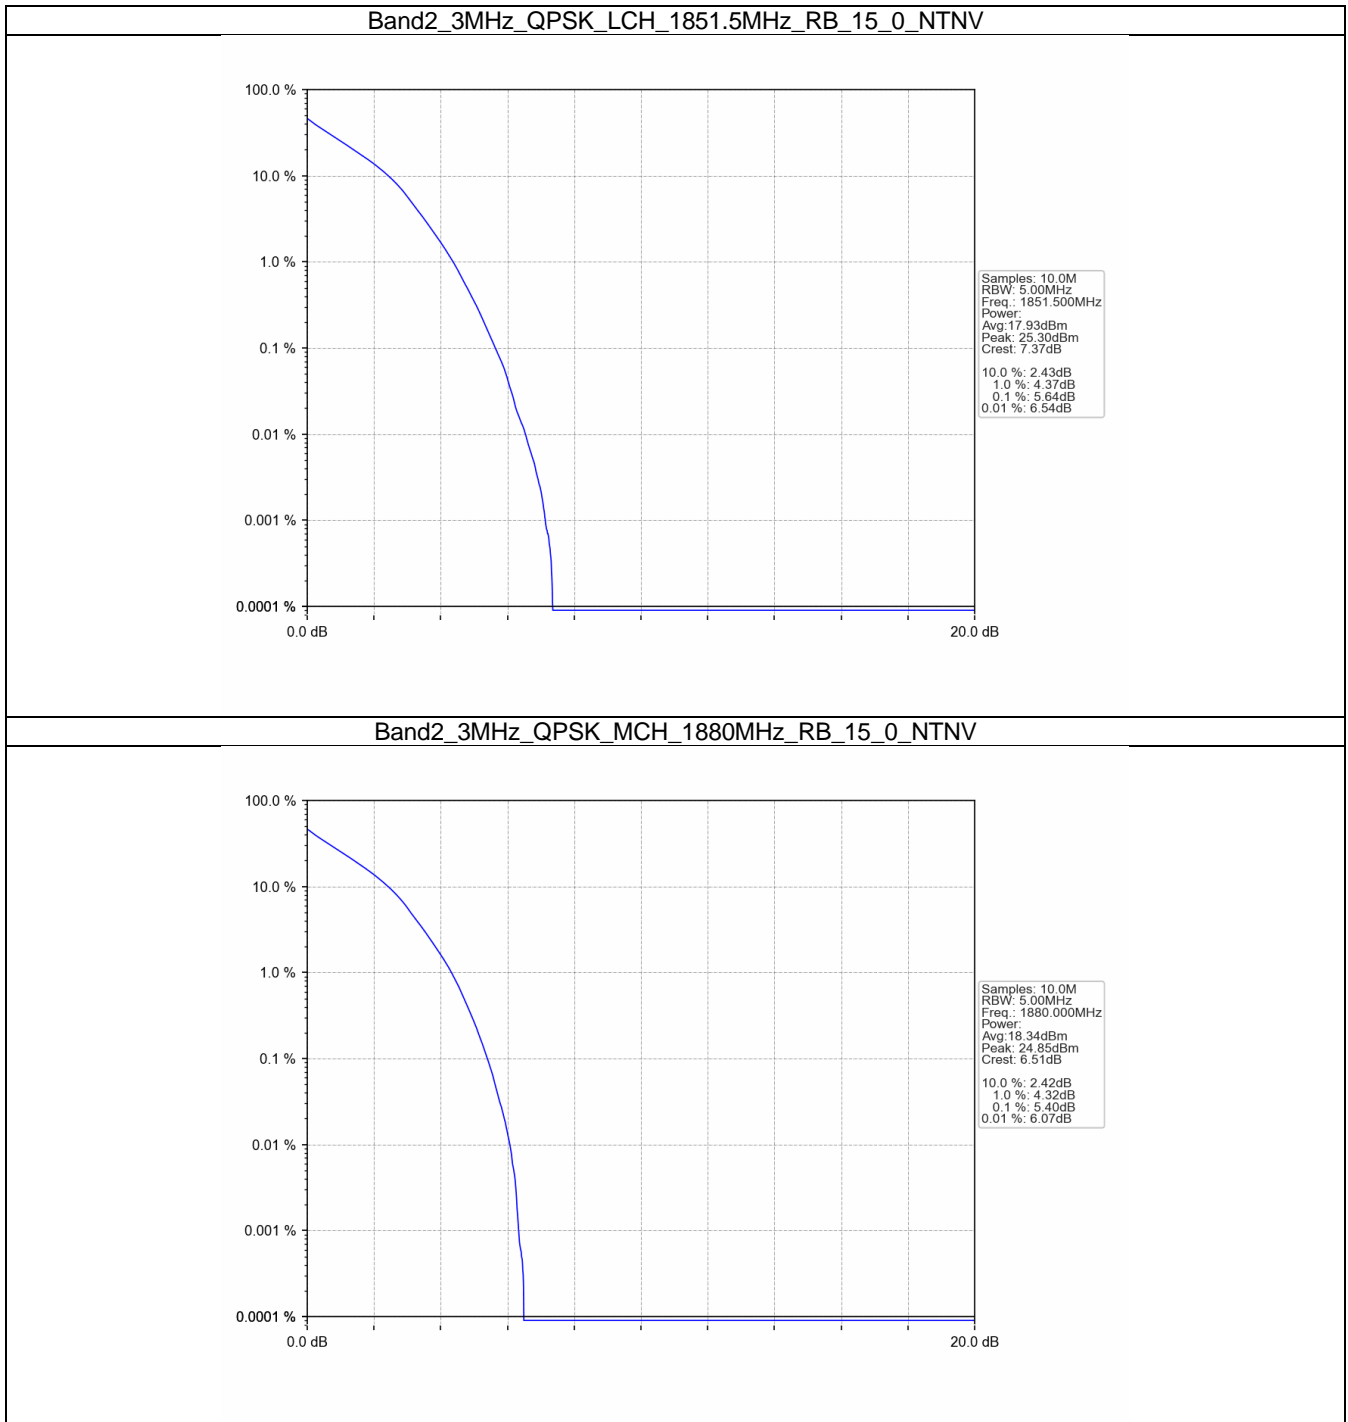 Band2_3MHz_QPSK_LCH_1851.5MHz_RB_15_0_NTNV
100.0 %
10.0 %
1.0 %
0.1 %
0.01 %
0.001 %
0.0001 %
0.0 dB
20.0 dB
Samples: 10.0M
RBW: 5.00MHz
Freq.: 1851.500MHz
Power:
Avg:17.93dBm
Peak: 25.30dBm
Crest: 7.37dB
10.0 %: 2.43dB
1.0 %: 4.37dB
0.1 %: 5.64dB
0.01 %: 6.54dB
Band2_3MHz_QPSK_MCH_1880MHz_RB_15_0_NTNV
100.0 %
10.0 %
1.0 %
0.1 %
0.01 %
0.001 %
0.0001 %
0.0 dB
20.0 dB
Samples: 10.0M
RBW: 5.00MHz
Freq.: 1880.000MHz
Power:
Avg:18.34dBm
Peak: 24.85dBm
Crest: 6.51dB
10.0 %: 2.42dB
1.0 %: 4.32dB
0.1 %: 5.40dB
0.01 %: 6.07dB